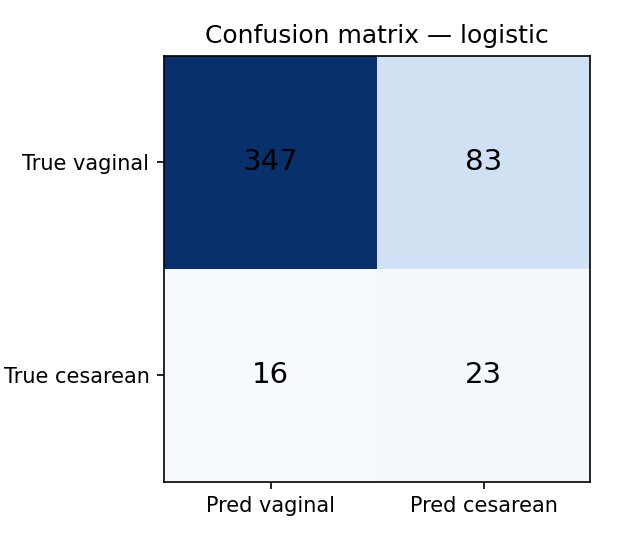 Confusion matrix — logistic
True vaginal
347
83
True cesarean
16
23
Pred vaginal
Pred cesarean